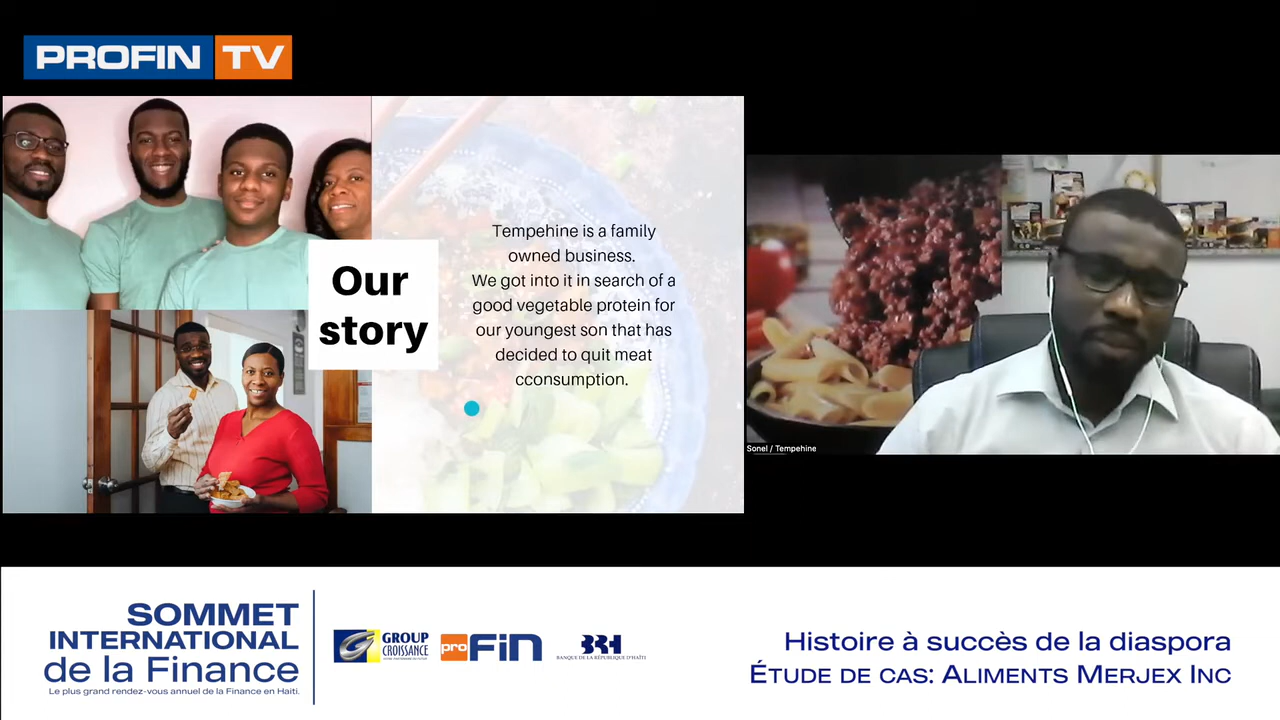 PROFIN TV
Our
story
Tempehine is a family
owned business.
We got into it in search of a
good vegetable protein for
our youngest son that has
decided to quit meat
cconsumption.
Sonel / Tempehine
SOMMET
INTERNATIONAL
de la Finance
Le plus grand rendez-vous annuel de la Finance en Haïti.
GROUP
CROISSANCE
pro FiN
BRH
BANQUE DE LA RÉPUBLIQUE D'HAÏTI
Histoire à succès de la diaspora
ÉTUDE DE CAS: ALIMENTS MERJEX INC